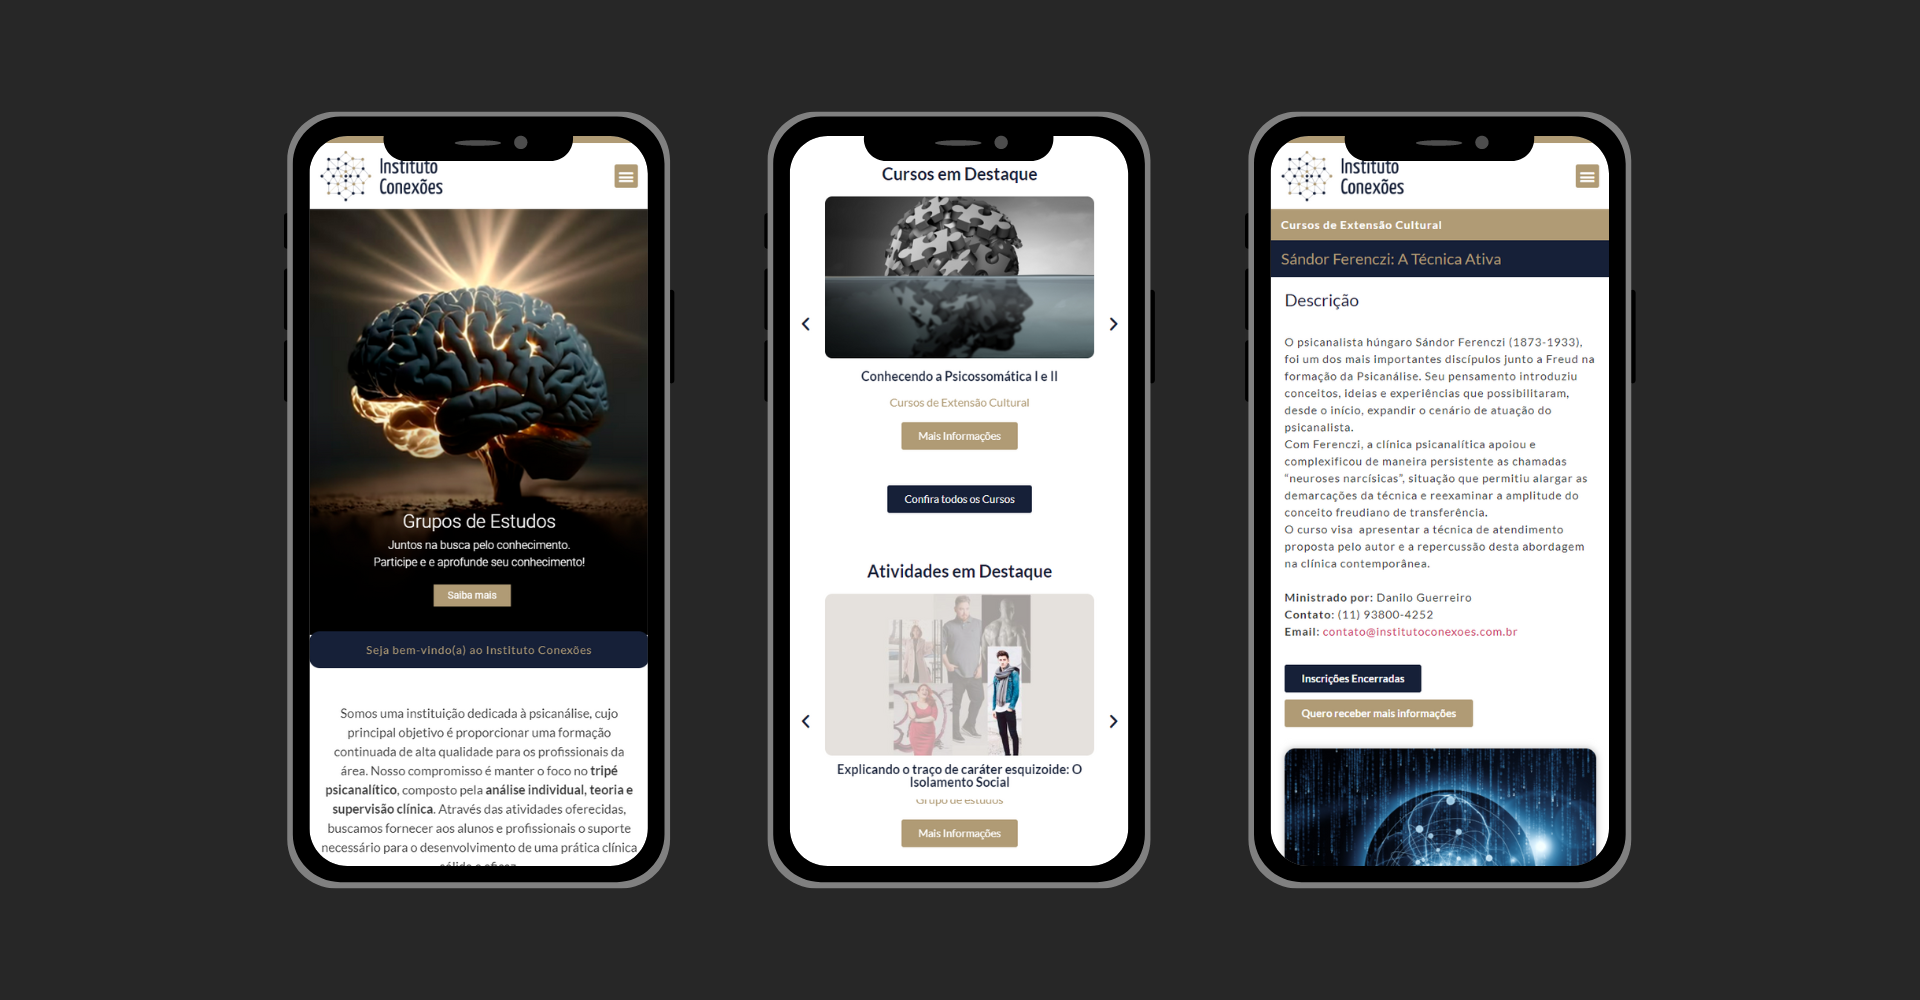 Instituto
Conexões
Grupos de Estudos
Juntos na busca pelo conhecimento.
Participe e e aprofunde seu conhecimento!
Saiba mais
Seja bem-vindo(a) ao Instituto Conexões
Somos uma instituição dedicada à psicanálise, cujo
principal objetivo é proporcionar uma formação
continuada de alta qualidade para os profissionais da
área. Nosso compromisso é manter o foco no tripé
psicanalítico, composto pela análise individual, teoria e
supervisão clínica. Através das atividades oferecidas,
buscamos fornecer aos alunos e profissionais o suporte
necessário para o desenvolvimento de uma prática clínica
sólida e eficaz.
Cursos em Destaque
Conhecendo a Psicossomática I e II
Cursos de Extensão Cultural
Mais Informações
Confira todos os Cursos
Atividades em Destaque
Explicando o traço de caráter esquizoide: O
Isolamento Social
Grupo de estudos
Mais Informações
Instituto
Conexões
Cursos de Extensão Cultural
Sándor Ferenczi: A Técnica Ativa
Descrição
O psicanalista húngaro Sándor Ferenczi (1873-1933),
foi um dos mais importantes discípulos junto a Freud na
formação da Psicanálise. Seu pensamento introduziu
conceitos, ideias e experiências que possibilitaram,
desde o início, expandir o cenário de atuação do
psicanalista.
Com Ferenczi, a clínica psicanalítica apoiou e
complexificou de maneira persistente as chamadas
“neuroses narcísicas”, situação que permitiu alargar as
demarcações da técnica e reexaminar a amplitude do
conceito freudiano de transferência.
O curso visa  apresentar a técnica de atendimento
proposta pelo autor e a repercussão desta abordagem
na clínica contemporânea.
Ministrado por: Danilo Guerreiro
Contato: (11) 93800-4252
Email: contato@institutoconexoes.com.br
Inscrições Encerradas
Quero receber mais informações